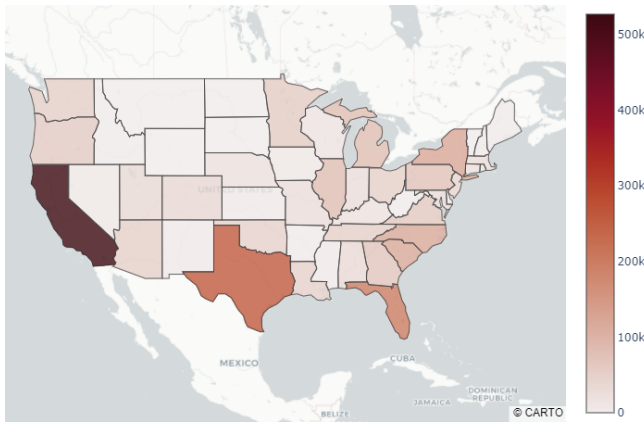 500k
400k
300k
200k
100k
0
UNITED STATES
MEXICO
CUBA
JAMAICA
DOMINICAN
REPUBLIC
BELIZE
© CARTO